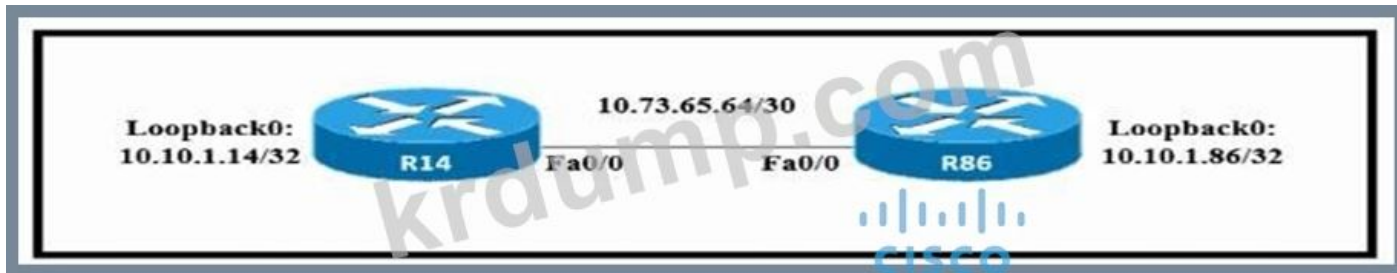 10.73.65.64/30
Loopback0:
10.10.1.14/32
R14
Fa0/0
Fa0/0
R86
Loopback0:
10.10.1.86/32
krdump.com
CISCO